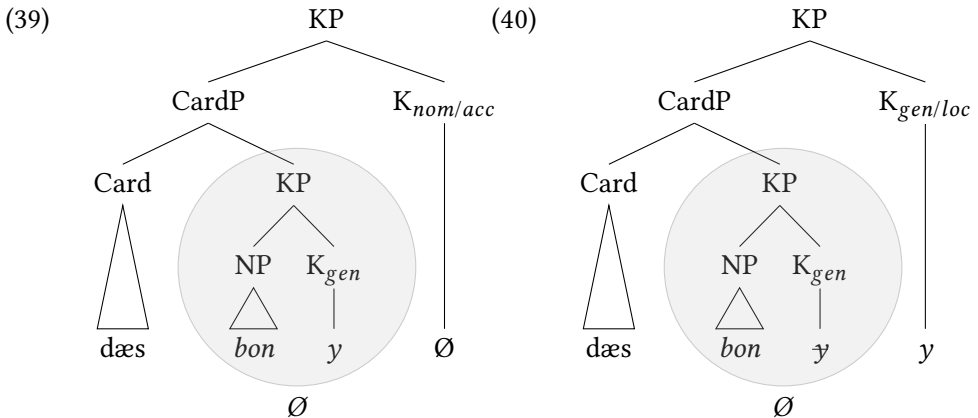 (39) KP (40) KP
CardP K_nom/acc CardP K_gen/loc
Card KP Card KP
NP K_gen NP K_gen
dæs bon y Ø dæs bon y y
Ø Ø